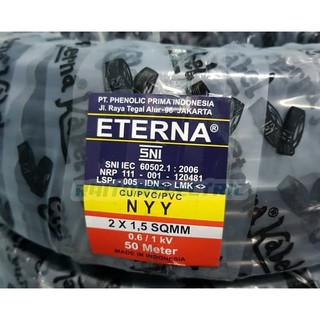 PT. PHENOLIC PRIMA INDONESIA
Jl. Raya Tegal Alur-95 JAKARTA
ETERNA®
SNI
SNI IEC 60502.1 : 2006
NRP 111 - 001 - 120481
LSPr - 005 - IDN <> LMK <>
CU/PVC/PVC
NYY
2 X 1,5 SQMM
0.6 / 1 kV
50 Meter
MADE IN INDONESIA